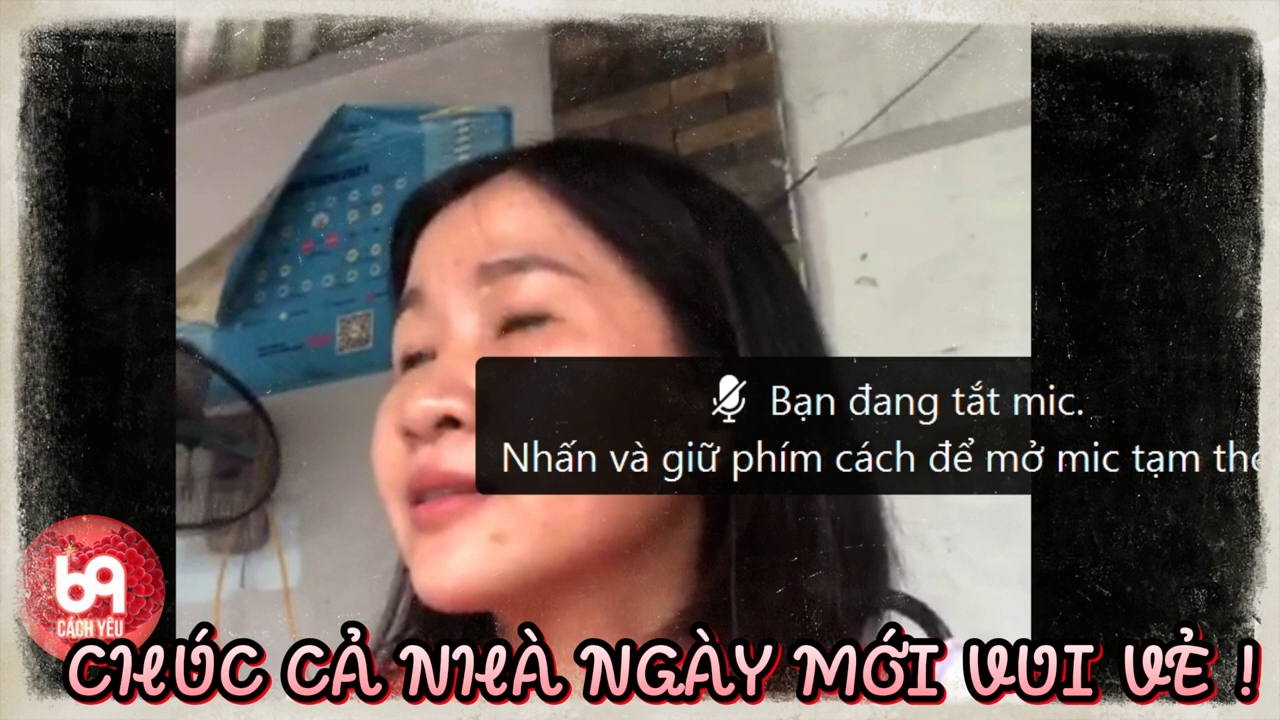 Bạn đang tắt mic.
Nhấn và giữ phím cách để mở mic tạm
69
CÁCH YÊU
CHÚC CẢ NHÀ NGÀY MỚI VUI VẺ !